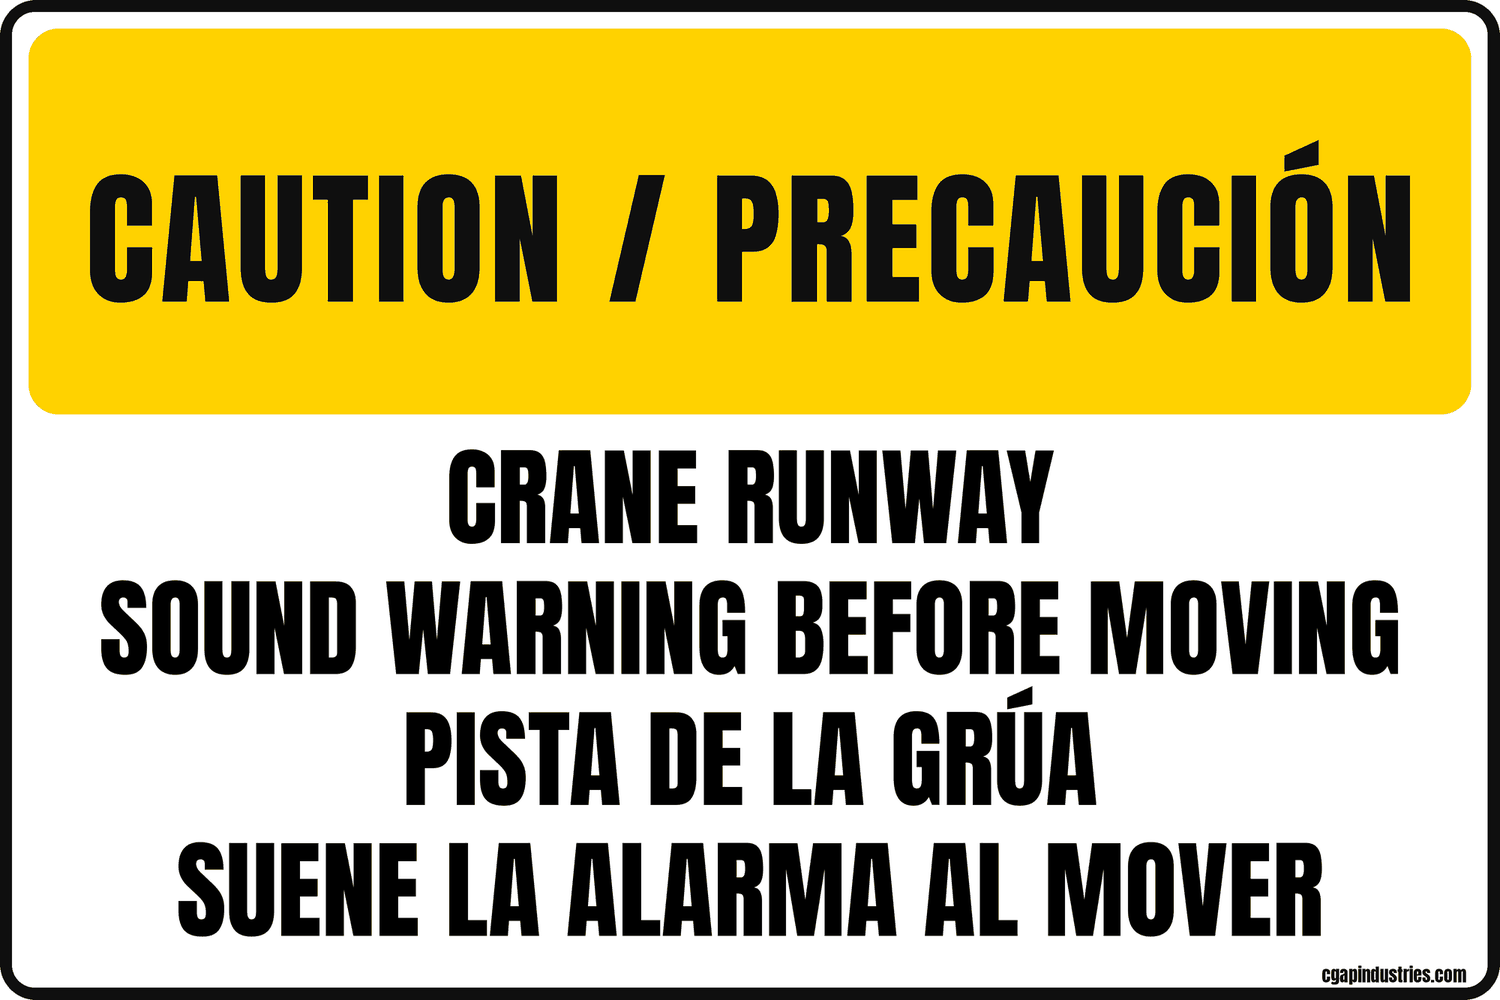 CAUTION / PRECAUCIÓN
CRANE RUNWAY
SOUND WARNING BEFORE MOVING
PISTA DE LA GRÚA
SUENE LA ALARMA AL MOVER
cgapindustries.com